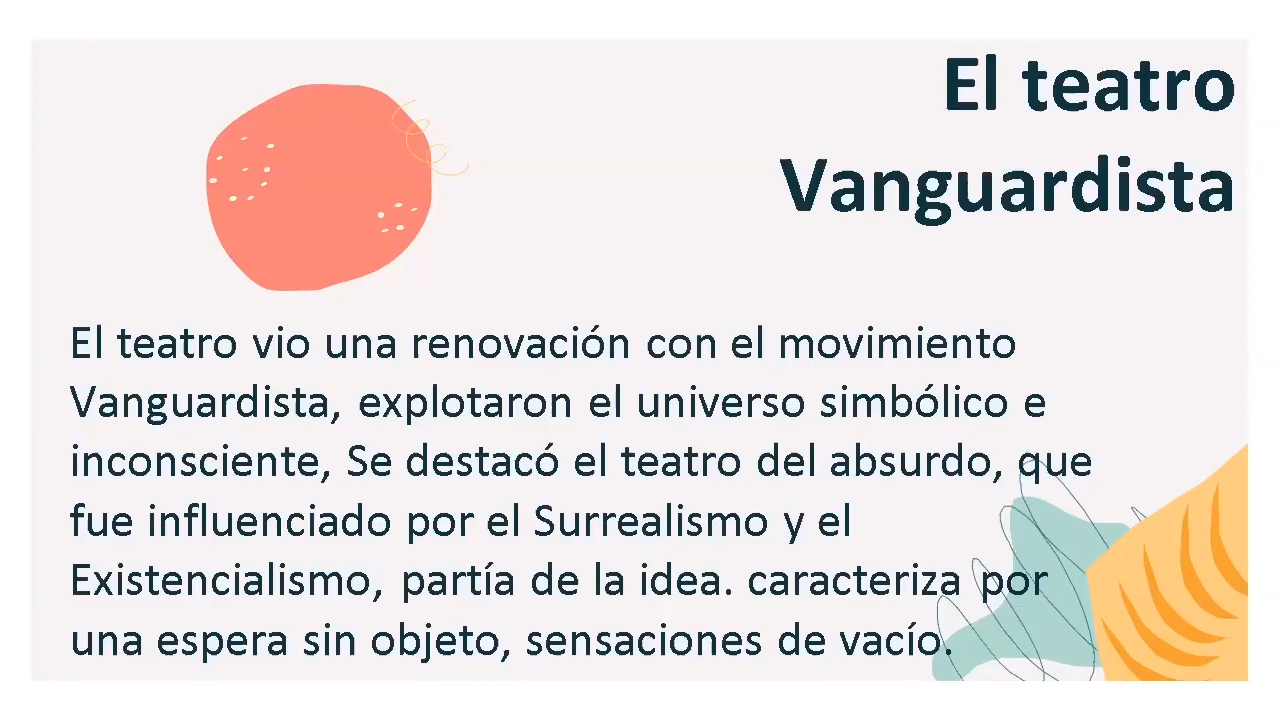 El teatro
Vanguardista
El teatro vio una renovación con el movimiento
Vanguardista, explotaron el universo simbólico e
inconsciente, Se destacó el teatro del absurdo, que
fue influenciado por el Surrealismo y el
Existencialismo, partía de la idea. caracteriza por
una espera sin objeto, sensaciones de vacío.